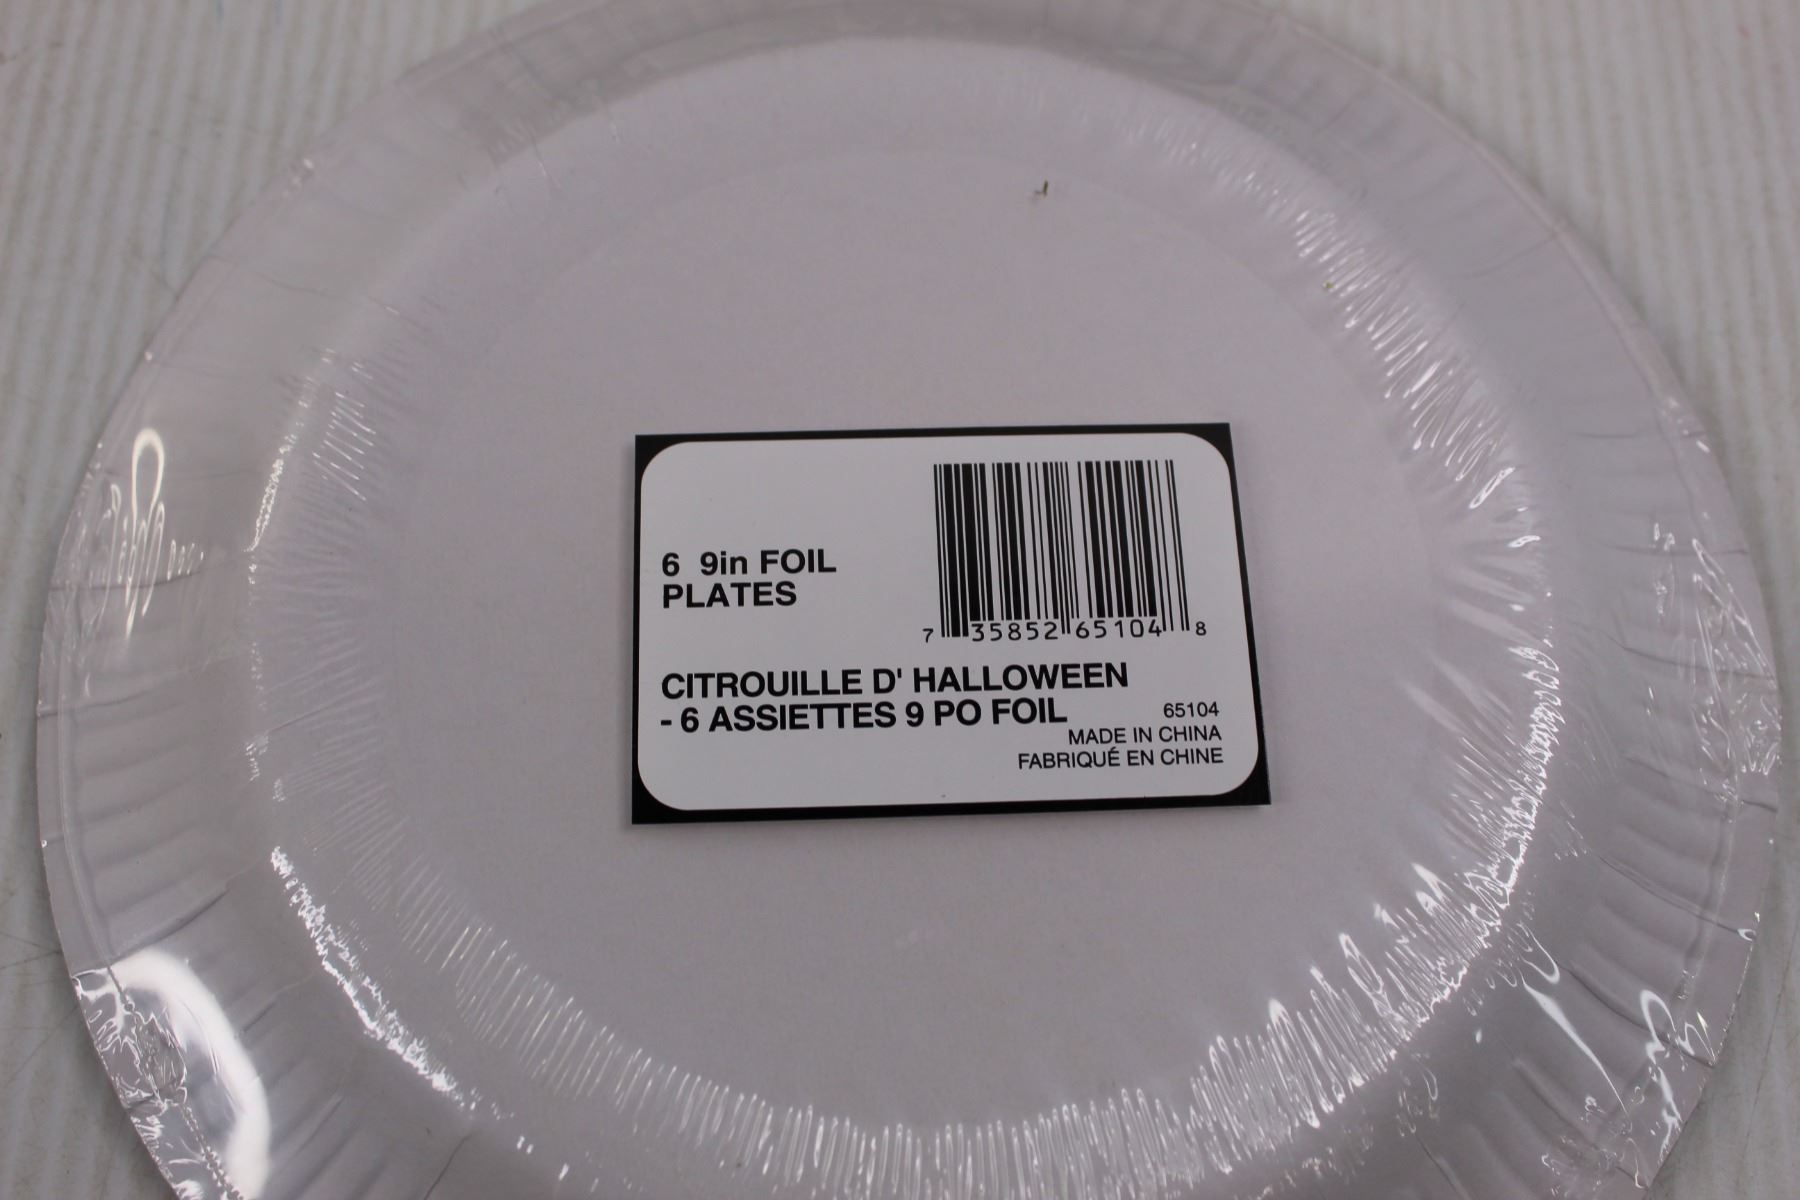 6 9in FOIL
PLATES
7 35852 65104 8
CITROUILLE D' HALLOWEEN
- 6 ASSIETTES 9 PO FOIL
65104
MADE IN CHINA
FABRIQUÉ EN CHINE